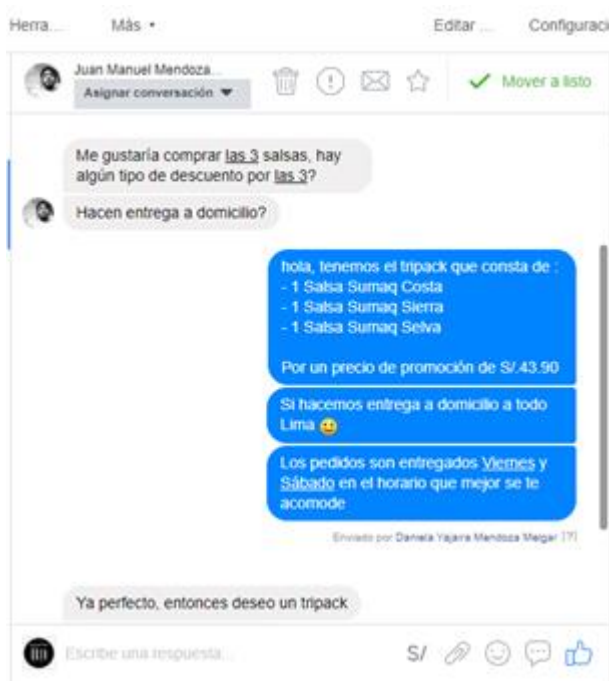 Herra... Màs Editar ... Configuraci
Juan Manuel Mendoza...
Asignar conversación
Mover a listo
Me gustaría comprar las 3 salsas, hay
algún tipo de descuento por las 3?
Hacen entrega a domicilio?
hola, tenemos el tripack que consta de :
- 1 Salsa Sumaq Costa
- 1 Salsa Sumaq Sierra
- 1 Salsa Sumaq Selva
Por un precio de promoción de S/.43.90
Si hacemos entrega a domicilio a todo
Lima
Los pedidos son entregados Viernes y
Sábado en el horario que mejor se te
acomode
Enviado por Daniela Yajaira Mendoza Melgar [?]
Ya perfecto, entonces deseo un tripack
Escribe una respuesta...
S/